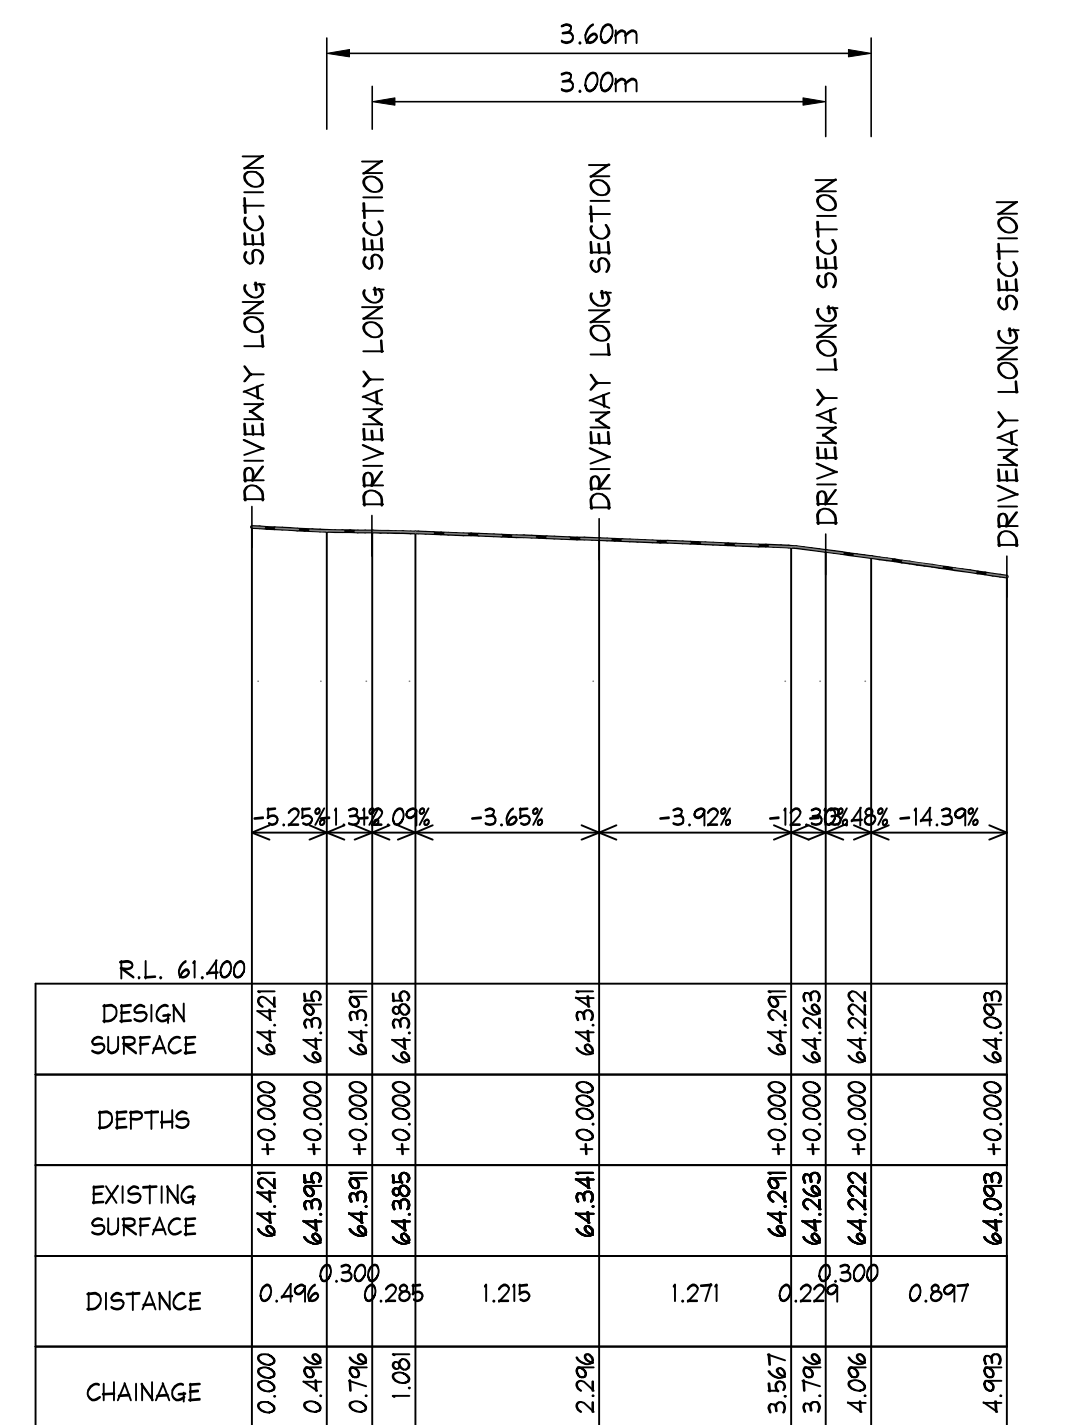 3.60m
3.00m
DRIVEWAY LONG SECTION
DRIVEWAY LONG SECTION
DRIVEWAY LONG SECTION
DRIVEWAY LONG SECTION
DRIVEWAY LONG SECTION
-5.25% -2.09% -3.65% -3.92% -12.30% -14.39%
R.L. 61.400
DESIGN
SURFACE
64.421 64.395 64.391 64.385 64.341 64.291 64.263 64.222 64.093
DEPTHS
+0.000 +0.000 +0.000 +0.000 +0.000 +0.000 +0.000 +0.000 +0.000
EXISTING
SURFACE
64.421 64.395 64.391 64.385 64.341 64.291 64.263 64.222 64.093
DISTANCE
0.496 0.300 0.285 1.215 1.271 0.229 0.300 0.897
CHAINAGE
0.000 0.496 0.796 1.081 2.296 3.567 3.796 4.096 4.993